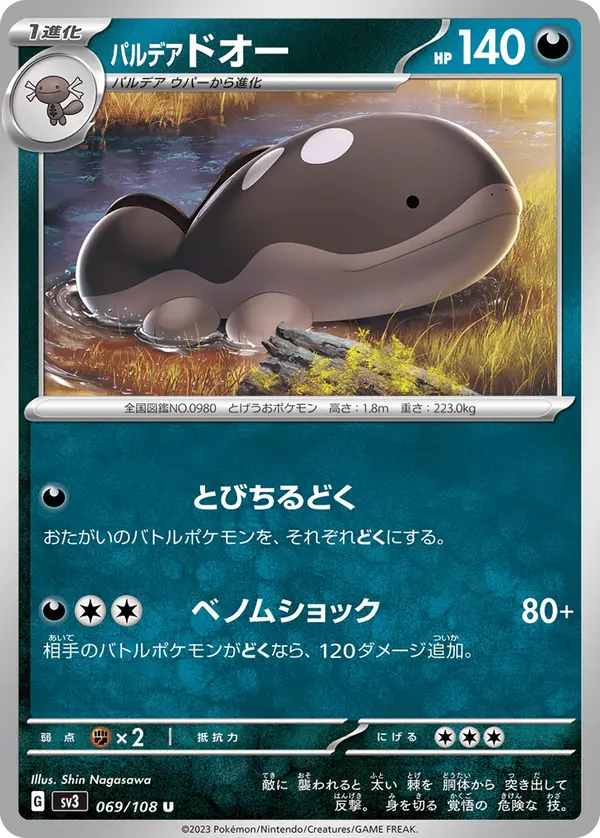 1進化
パルデアドオー
HP 140
パルデア ウパーから進化
全国図鑑NO.0980 とげうおポケモン 高さ:1.8m 重さ:223.0kg
とびちるどく
おたがいのバトルポケモンを、それぞれどくにする。
ベノムショック 80+
相手のバトルポケモンがどくなら、120ダメージ追加。
弱点 ×2 抵抗力 にげる
Illus. Shin Nagasawa
G sv3 069/108 U
敵に 襲われると 太い 棘を 胴体から 突き出して
反撃。 身を切る 覚悟の 危険な 技。
©2023 Pokémon/Nintendo/Creatures/GAME FREAK.